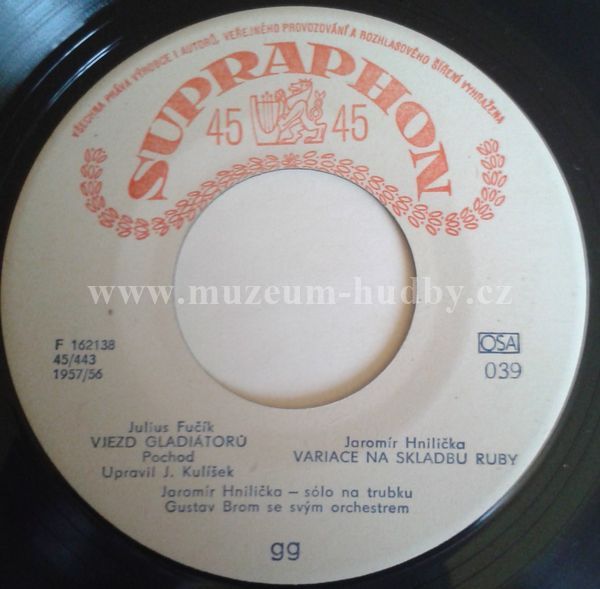 VŠECHNA PRÁVA VÝROBCE I AUTORŮ, VEŘEJNÉHO PROVOZOVÁNÍ A ROZHLASOVÉHO ŠÍŘENÍ VYHRAŽENA
SUPRAPHON
45 45
www.muzeum-hudby.cz
F 162138
45/443
1957/56
OSA
039
Julius Fučík
VJEZD GLADIÁTORŮ
Pochod
Upravil J. Kulíšek
Jaromír Hnilička
VARIACE NA SKLADBU RUBY
Jaromír Hnilička – sólo na trubku
Gustav Brom se svým orchestrem
gg